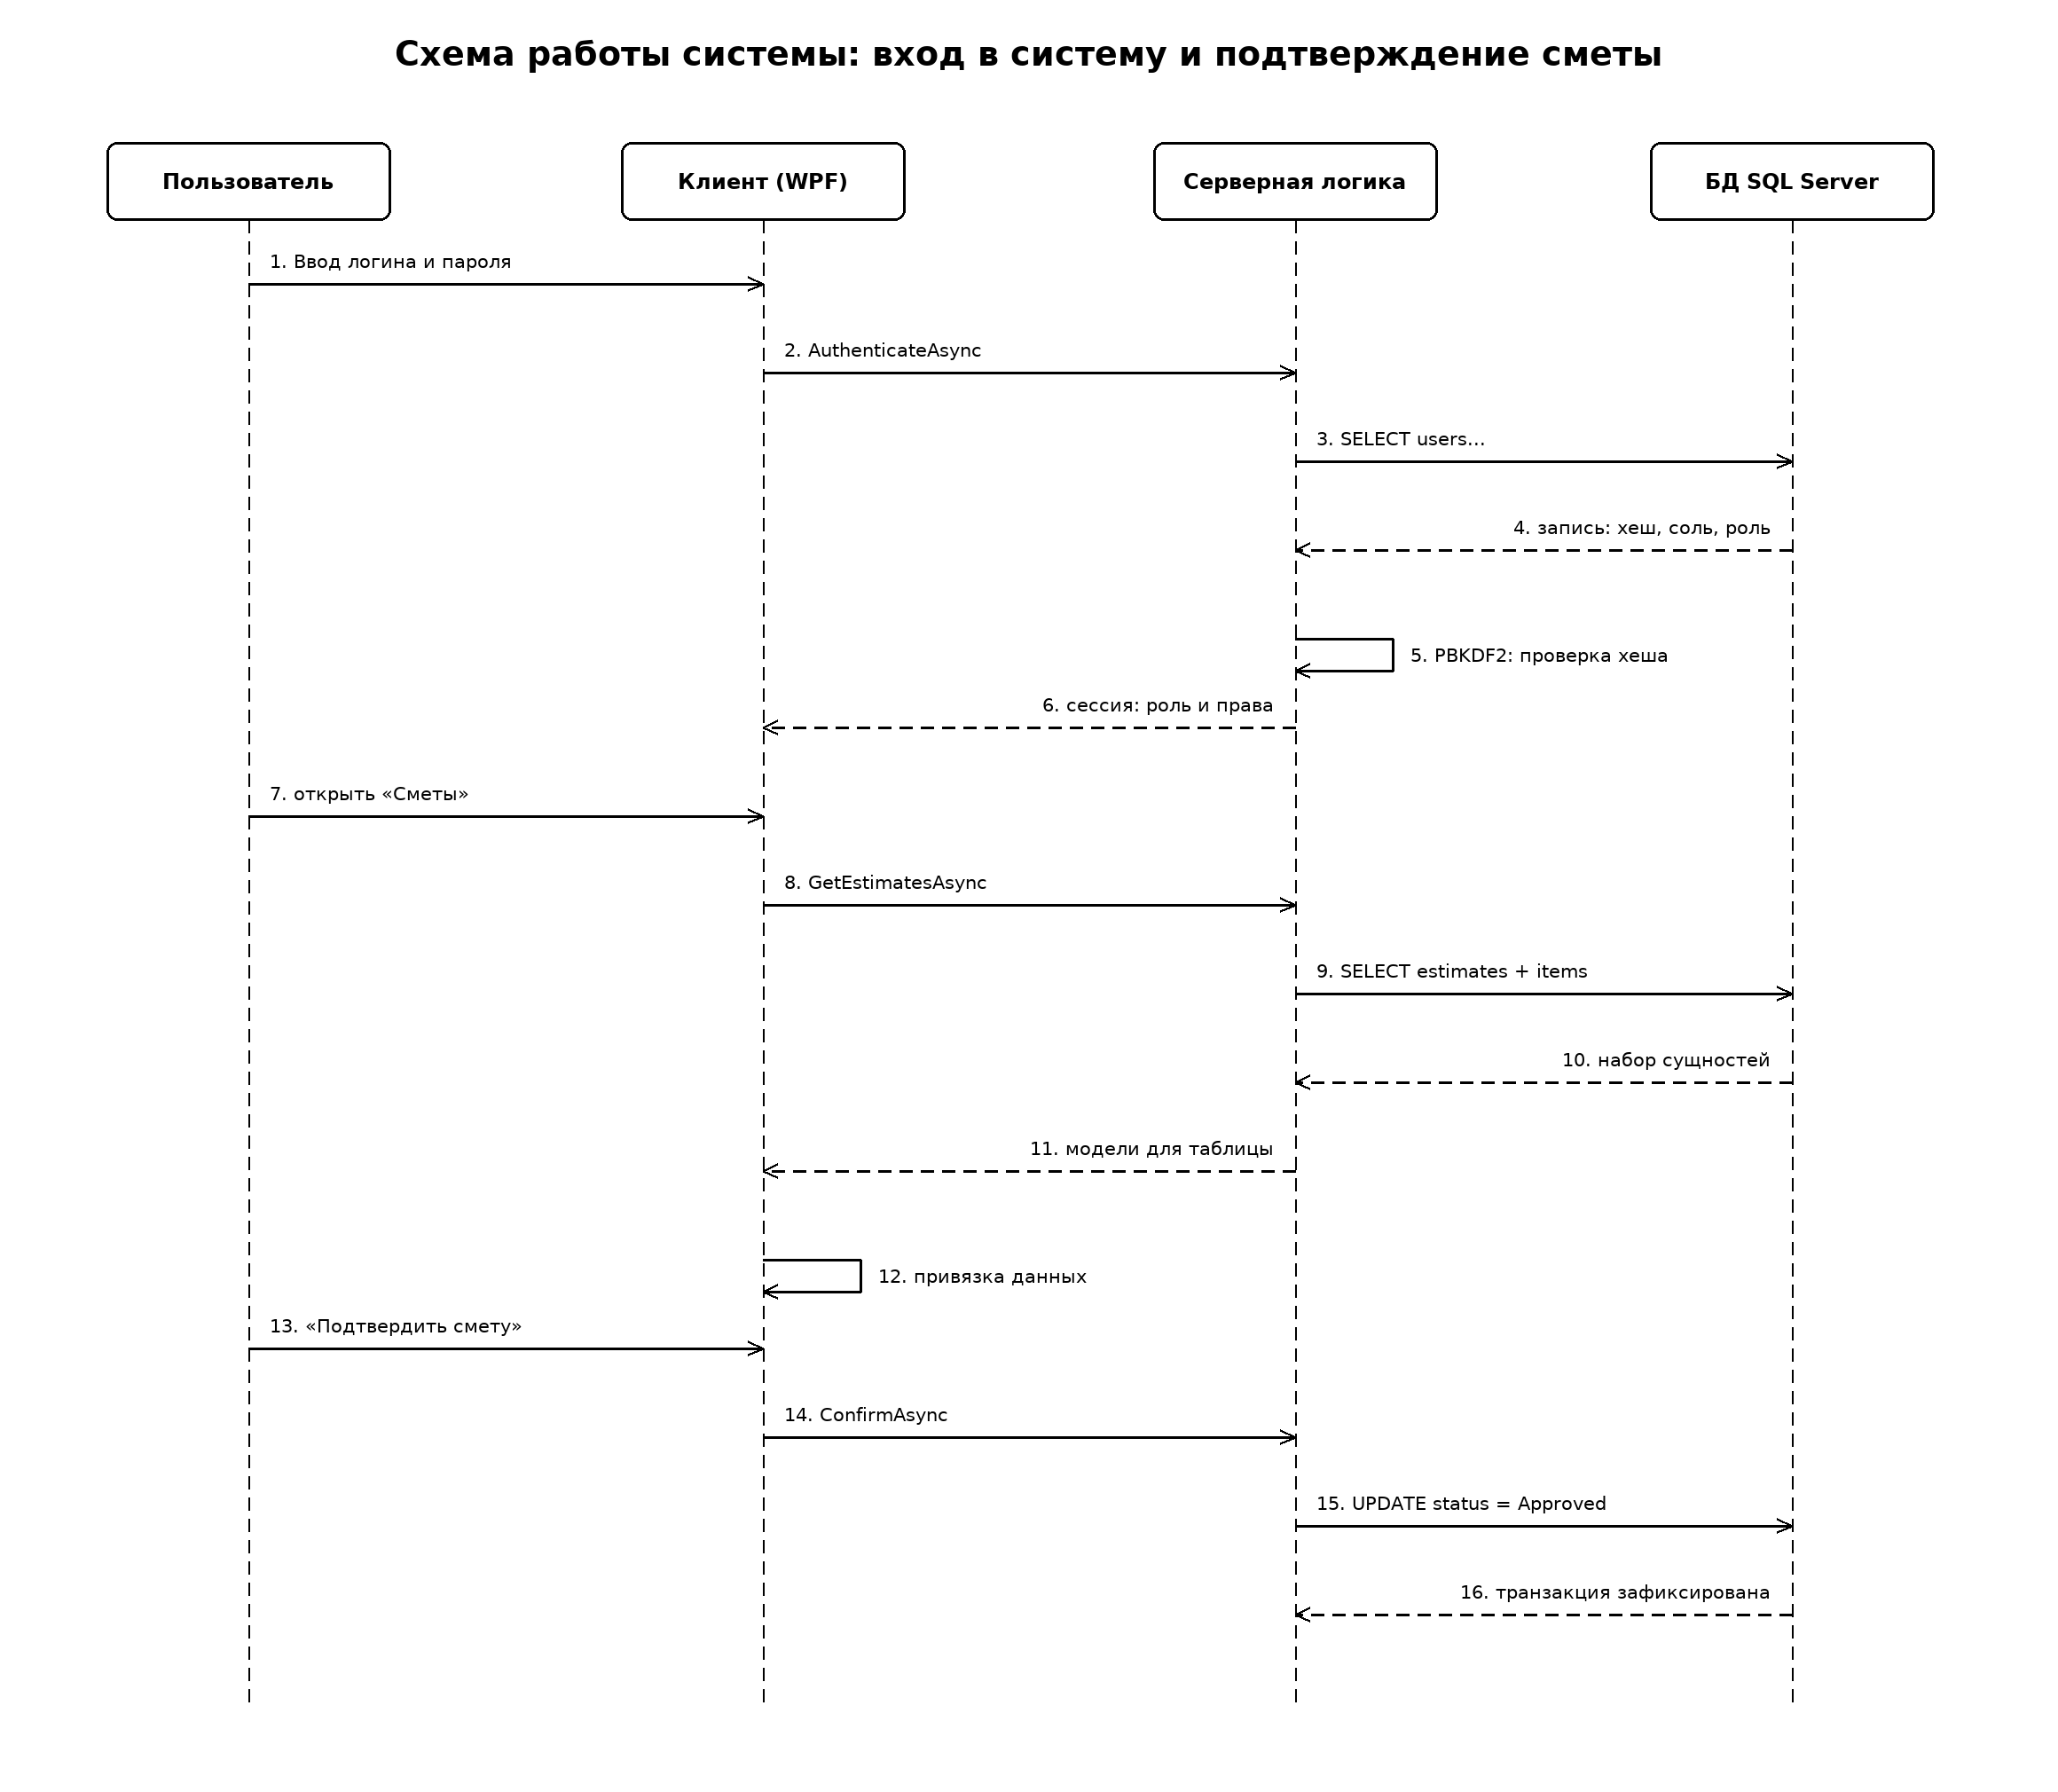 Схема работы системы: вход в систему и подтверждение сметы
Пользователь
Клиент (WPF)
Серверная логика
БД SQL Server
1. Ввод логина и пароля
2. AuthenticateAsync
3. SELECT users...
4. запись: хеш, соль, роль
5. PBKDF2: проверка хеша
6. сессия: роль и права
7. открыть «Сметы»
8. GetEstimatesAsync
9. SELECT estimates + items
10. набор сущностей
11. модели для таблицы
12. привязка данных
13. «Подтвердить смету»
14. ConfirmAsync
15. UPDATE status = Approved
16. транзакция зафиксирована